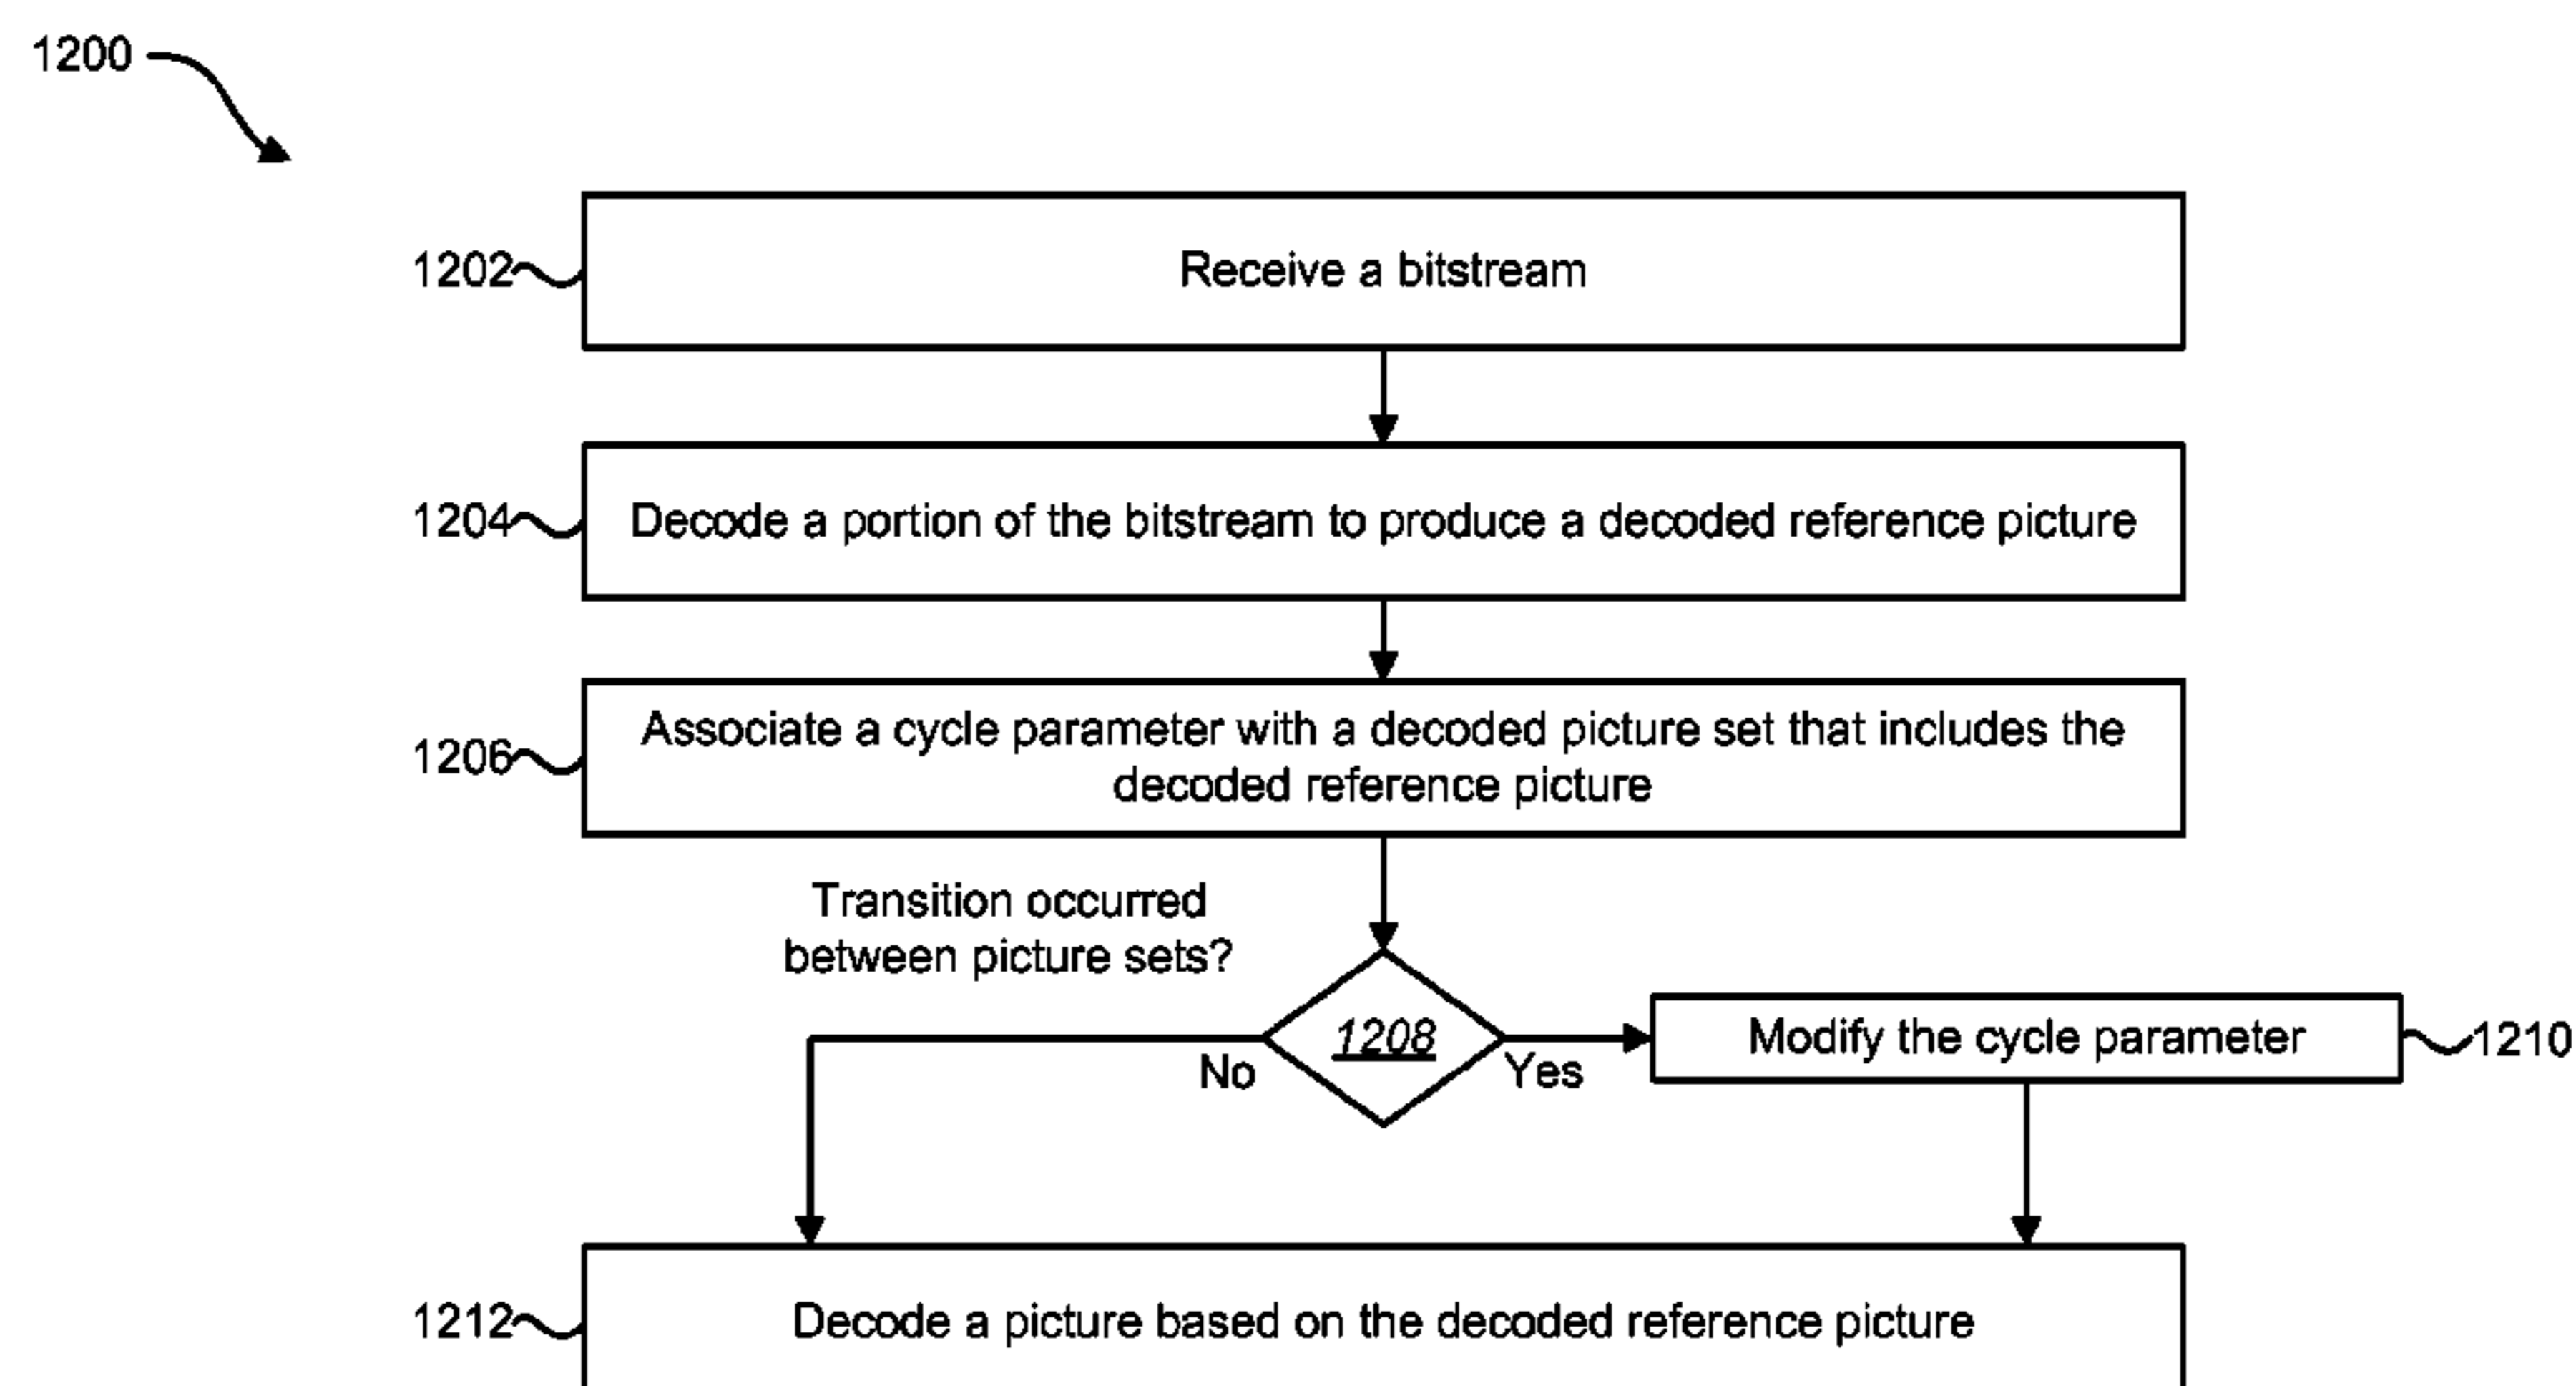 1200
1202 Receive a bitstream
1204 Decode a portion of the bitstream to produce a decoded reference picture
1206 Associate a cycle parameter with a decoded picture set that includes the
decoded reference picture
Transition occurred
between picture sets?
1208
No
Yes
Modify the cycle parameter 1210
1212 Decode a picture based on the decoded reference picture